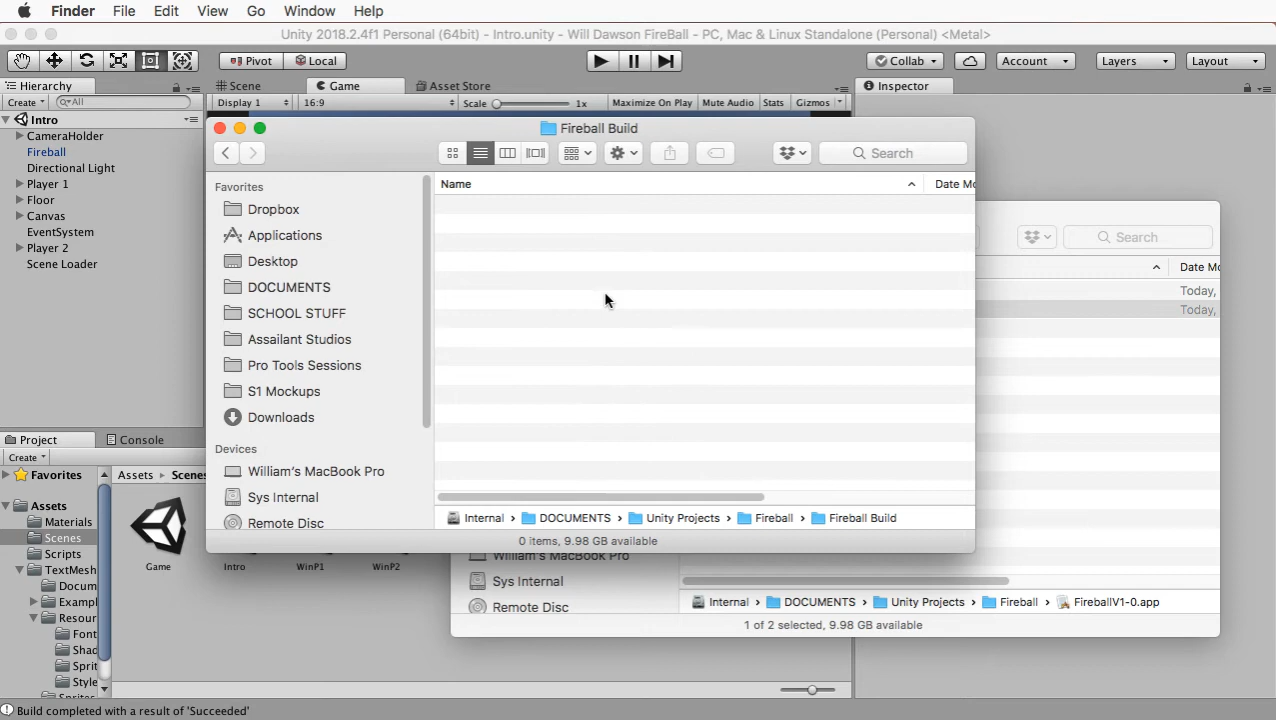 Finder File Edit View Go Window Help
Unity 2018.2.4f1 Personal (64bit) - Intro.unity - Will Dawson FireBall - PC, Mac & Linux Standalone (Personal) <Metal>
Pivot Local Collab Account Layers Layout
Hierarchy Scene Game Asset Store Inspector
Create All Display 1 16:9 Scale 1x Maximize On Play Mute Audio Stats Gizmos
Intro
CameraHolder
Fireball
Directional Light
Player 1
Floor
Canvas
EventSystem
Player 2
Scene Loader
Fireball Build
Search
Favorites
Dropbox
Applications
Desktop
DOCUMENTS
SCHOOL STUFF
Assailant Studios
Pro Tools Sessions
S1 Mockups
Downloads
Devices
William's MacBook Pro
Sys Internal
Remote Disc
Name Date Mo
Internal › DOCUMENTS › Unity Projects › Fireball › Fireball Build
0 items, 9.98 GB available
Search
Date Mo
Today,
Today,
William's MacBook Pro
Sys Internal
Remote Disc
Internal › DOCUMENTS › Unity Projects › Fireball › FireballV1-0.app
1 of 2 selected, 9.98 GB available
Project Console
Create
Favorites
Assets
Materials
Scenes
Scripts
TextMesh
Docum
Exampl
Resour
Font
Shad
Sprit
Style
Assets › Scenes
Game Intro WinP1 WinP2
Build completed with a result of 'Succeeded'